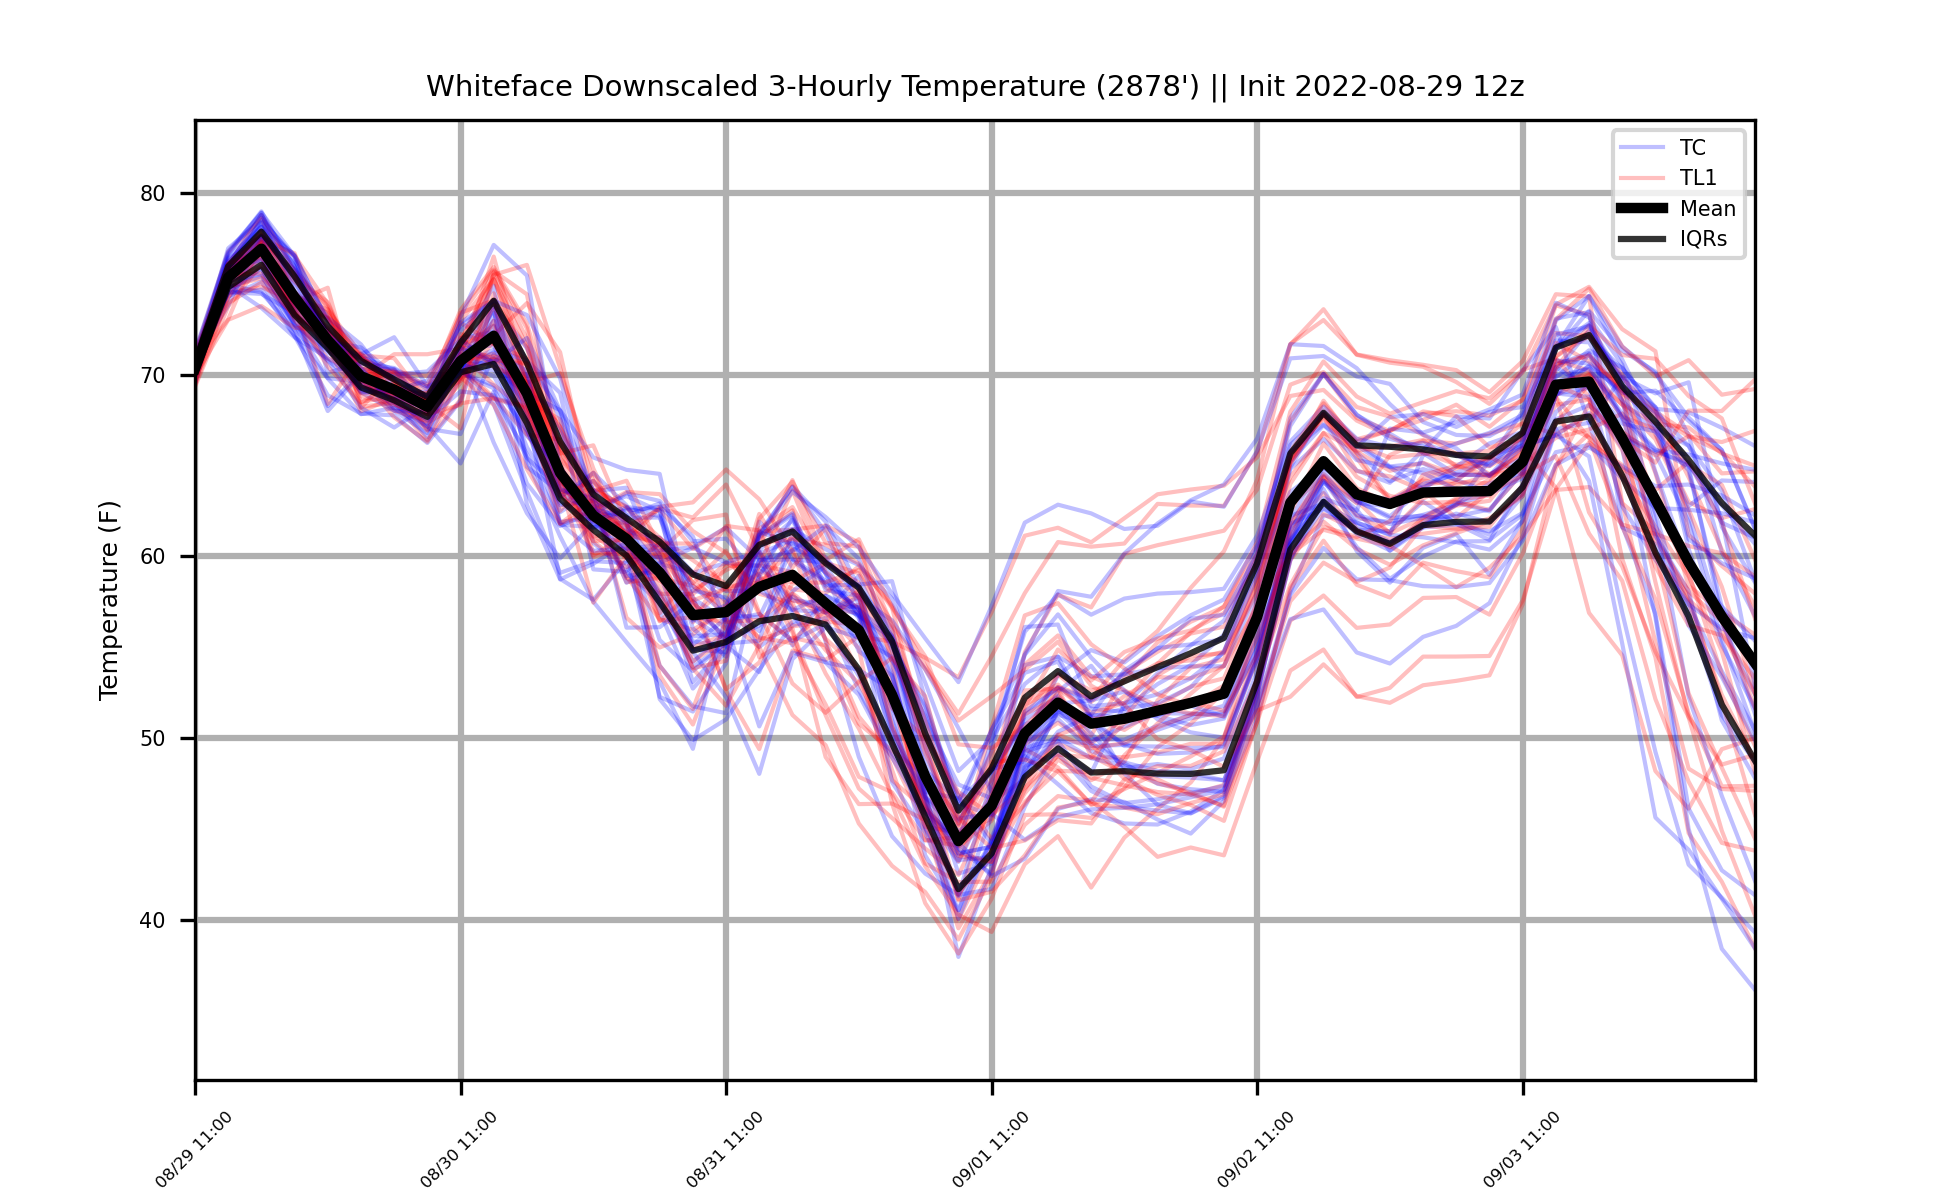 Whiteface Downscaled 3-Hourly Temperature (2878') || Init 2022-08-29 12z
TC
TL1
Mean
IQRs
Temperature (F)
80
70
60
50
40
08/29 11:00
08/30 11:00
08/31 11:00
09/01 11:00
09/02 11:00
09/03 11:00